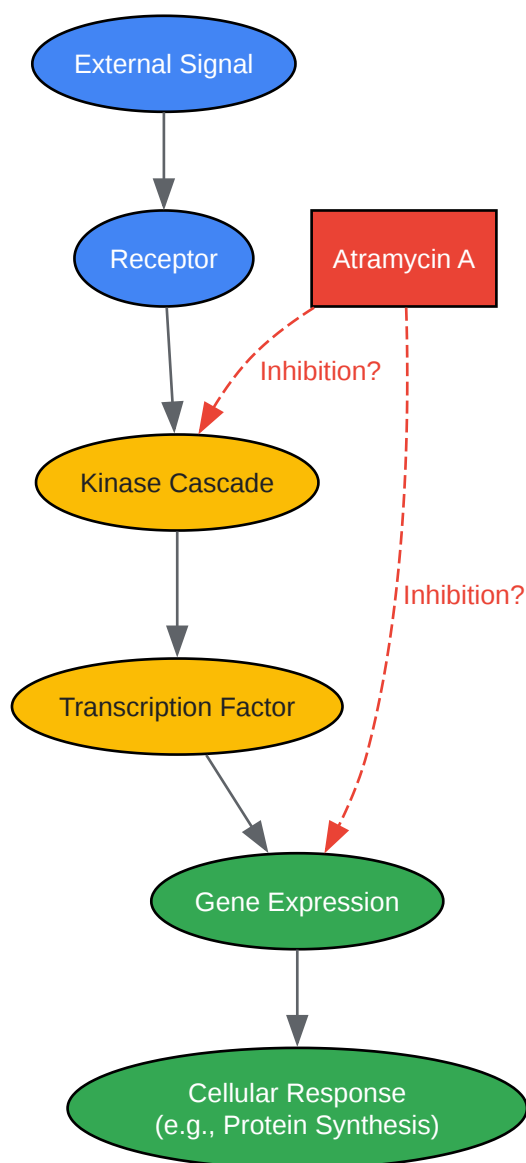 External Signal
Receptor
Atramycin A
Inhibition?
Kinase Cascade
Inhibition?
Transcription Factor
Gene Expression
Cellular Response
(e.g., Protein Synthesis)